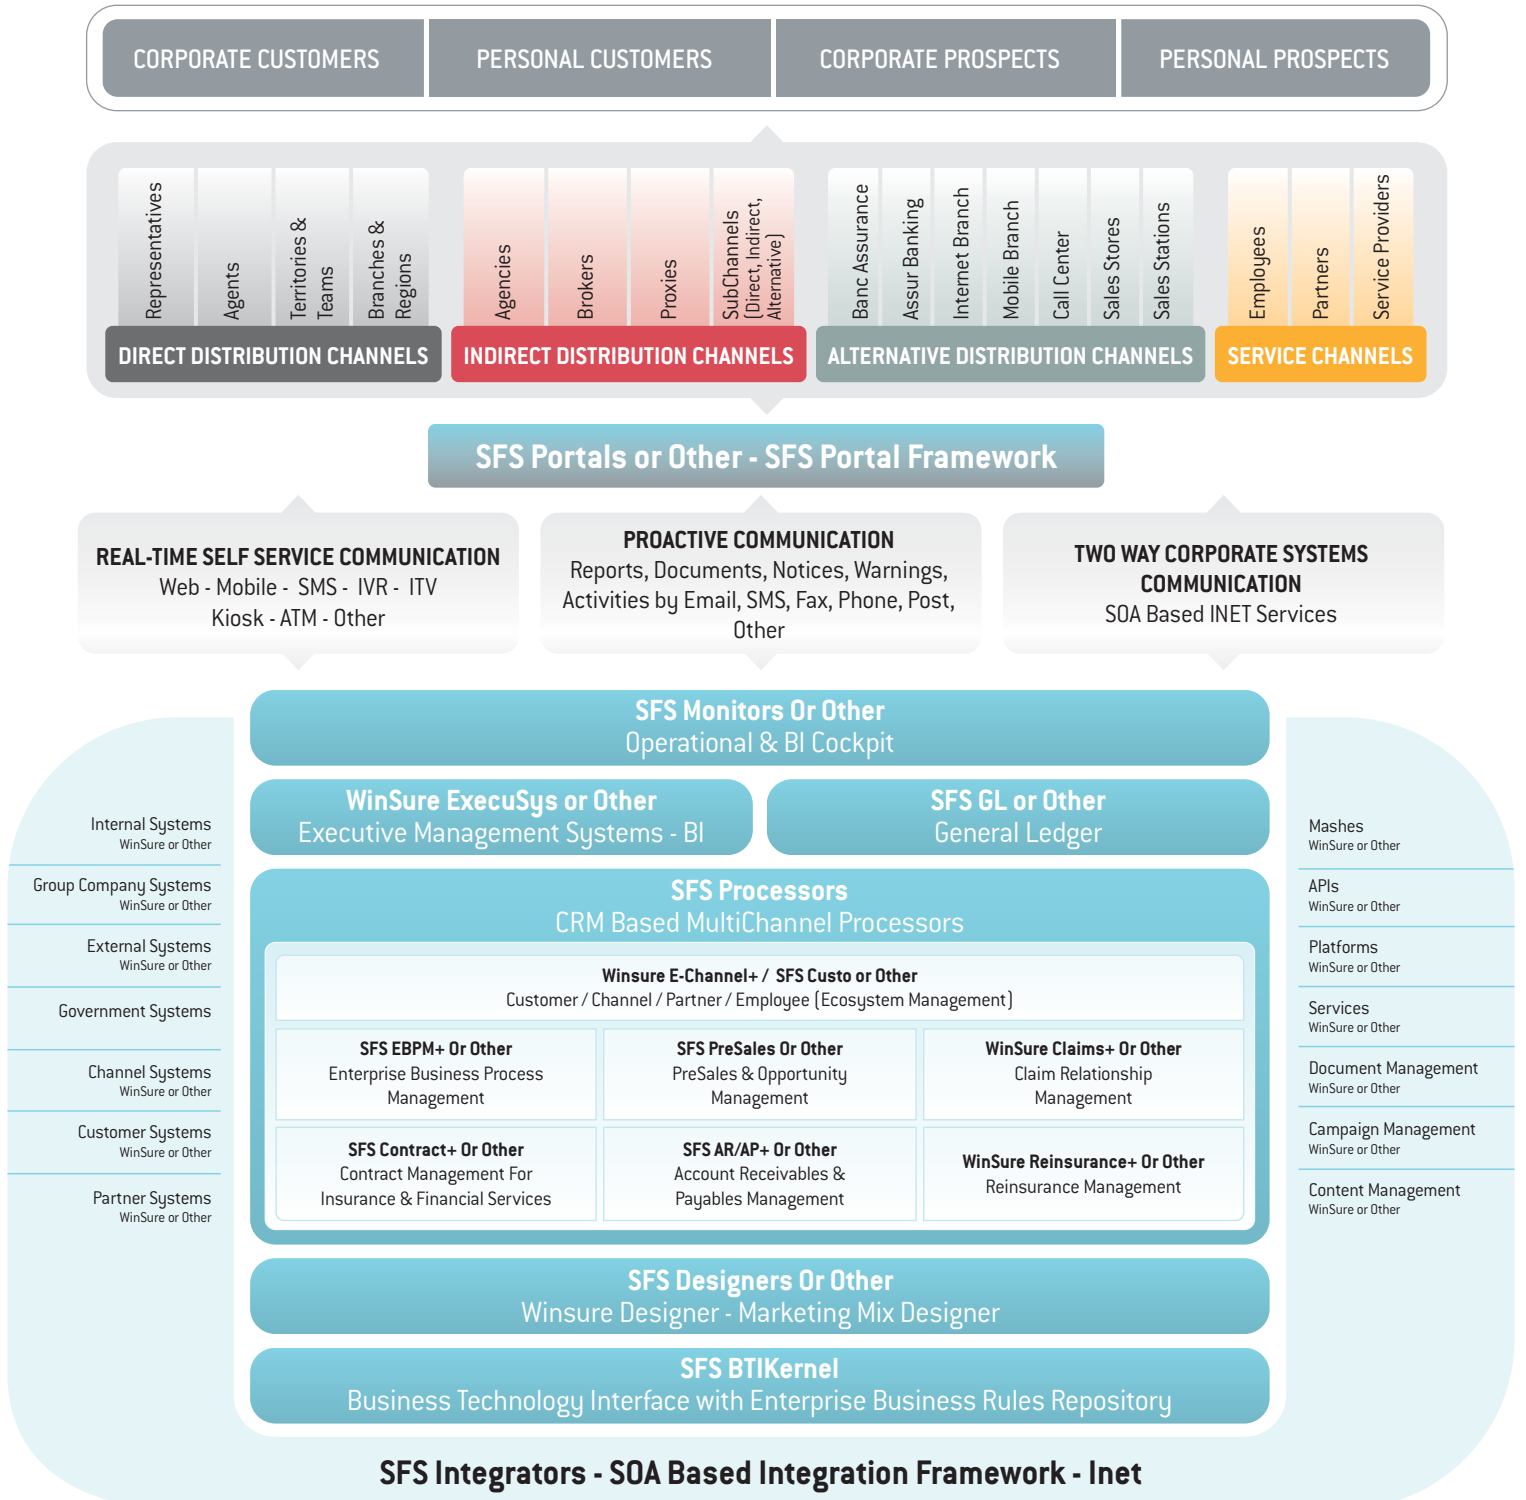 CORPORATE CUSTOMERS
PERSONAL CUSTOMERS
CORPORATE PROSPECTS
PERSONAL PROSPECTS
Representatives
Agents
Territories &
Teams
Branches &
Regions
DIRECT DISTRIBUTION CHANNELS
Agencies
Brokers
Proxies
SubChannels
(Direct, Indirect,
Alternative)
INDIRECT DISTRIBUTION CHANNELS
Banc Assurance
Assur Banking
Internet Branch
Mobile Branch
Call Center
Sales Stores
Sales Stations
ALTERNATIVE DISTRIBUTION CHANNELS
Employees
Partners
Service Providers
SERVICE CHANNELS
SFS Portals or Other - SFS Portal Framework
REAL-TIME SELF SERVICE COMMUNICATION
Web - Mobile - SMS - IVR - ITV
Kiosk - ATM - Other
PROACTIVE COMMUNICATION
Reports, Documents, Notices, Warnings,
Activities by Email, SMS, Fax, Phone, Post,
Other
TWO WAY CORPORATE SYSTEMS
COMMUNICATION
SOA Based INET Services
SFS Monitors Or Other
Operational & BI Cockpit
WinSure ExecuSys or Other
Executive Management Systems - BI
SFS GL or Other
General Ledger
SFS Processors
CRM Based MultiChannel Processors
Winsure E-Channel+ / SFS Custo or Other
Customer / Channel / Partner / Employee (Ecosystem Management)
SFS EBPM+ Or Other
Enterprise Business Process
Management
SFS PreSales Or Other
PreSales & Opportunity
Management
WinSure Claims+ Or Other
Claim Relationship
Management
SFS Contract+ Or Other
Contract Management For
Insurance & Financial Services
SFS AR/AP+ Or Other
Account Receivables &
Payables Management
WinSure Reinsurance+ Or Other
Reinsurance Management
SFS Designers Or Other
Winsure Designer - Marketing Mix Designer
SFS BTIKernel
Business Technology Interface with Enterprise Business Rules Repository
Internal Systems
WinSure or Other
Group Company Systems
WinSure or Other
External Systems
WinSure or Other
Government Systems
Channel Systems
WinSure or Other
Customer Systems
WinSure or Other
Partner Systems
WinSure or Other
Mashes
WinSure or Other
APIs
WinSure or Other
Platforms
WinSure or Other
Services
WinSure or Other
Document Management
WinSure or Other
Campaign Management
WinSure or Other
Content Management
WinSure or Other
SFS Integrators - SOA Based Integration Framework - Inet